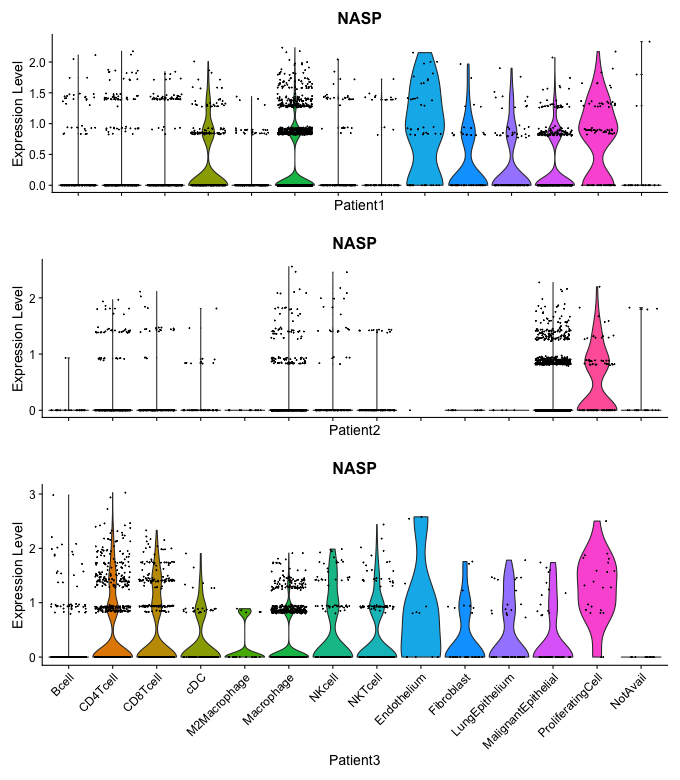 NASP
Expression Level
2.0
1.5
1.0
0.5
0.0
Patient1
NASP
Expression Level
2
1
0
Patient2
NASP
Expression Level
3
2
1
0
Bcell
CD4Tcell
CD8Tcell
cDC
M2Macrophage
Macrophage
NKcell
NKTcell
Endothelium
Fibroblast
LungEpithelium
MalignantEpithelial
ProliferatingCell
NotAvail
Patient3